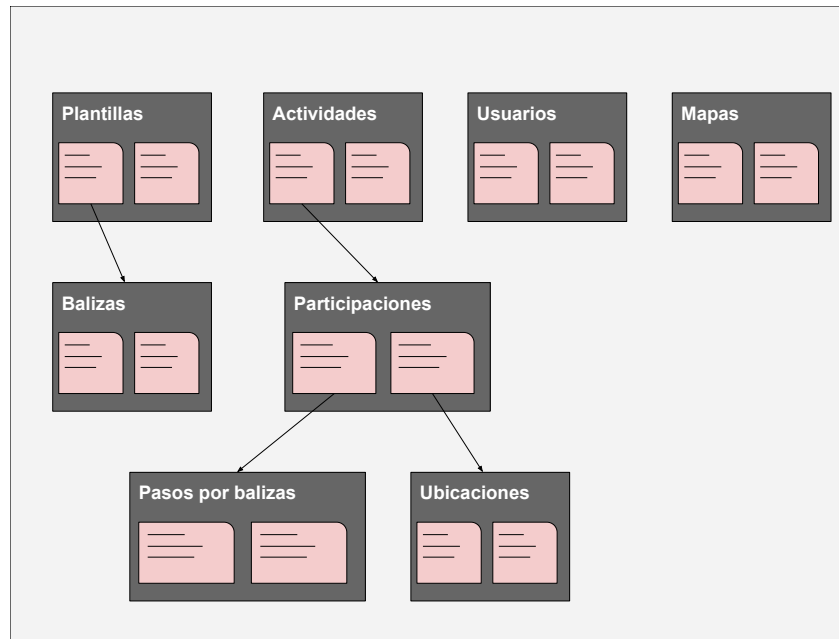 Plantillas
Actividades
Usuarios
Mapas
Balizas
Participaciones
Pasos por balizas
Ubicaciones